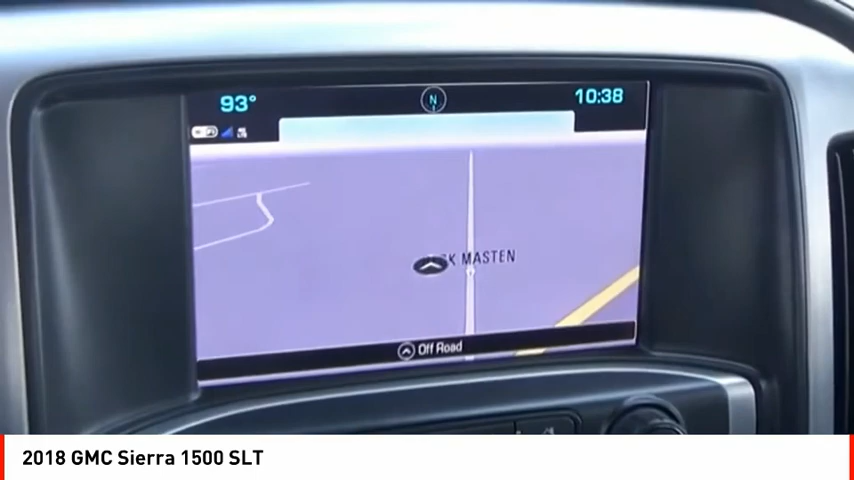 93°
N
10:38
MASTEN
Off Road
2018 GMC Sierra 1500 SLT